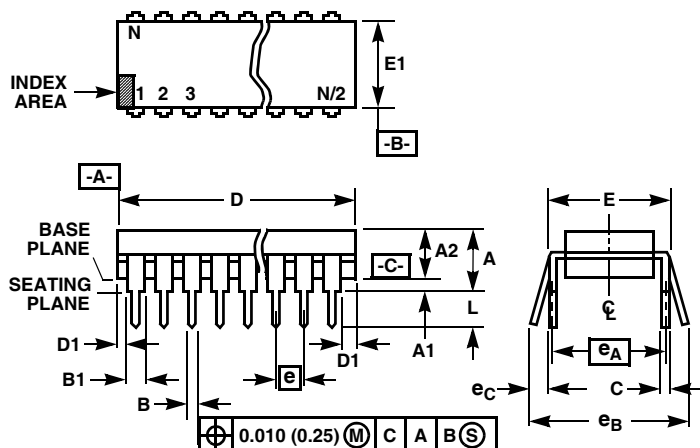 N
INDEX
AREA
1 2 3 N/2
E1
-B-
-A-
D
E
BASE
PLANE
A2
A
-C-
SEATING
PLANE
L
D1
B1
B
e
D1
A1
℄
eA
eC
C
eB
0.010 (0.25) Ⓜ C A B Ⓢ